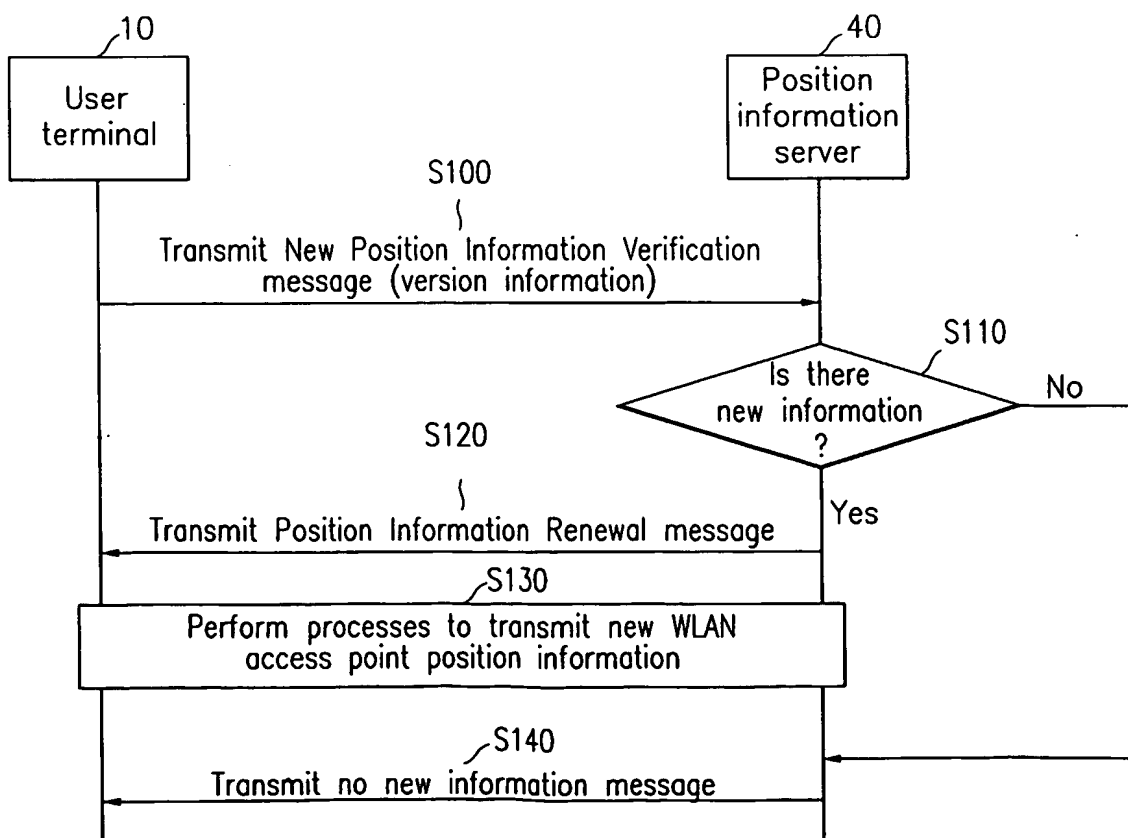 10
User
terminal
40
Position
information
server
S100
Transmit New Position Information Verification
message (version information)
S110
Is there
new information
?
No
Yes
S120
Transmit Position Information Renewal message
S130
Perform processes to transmit new WLAN
access point position information
S140
Transmit no new information message